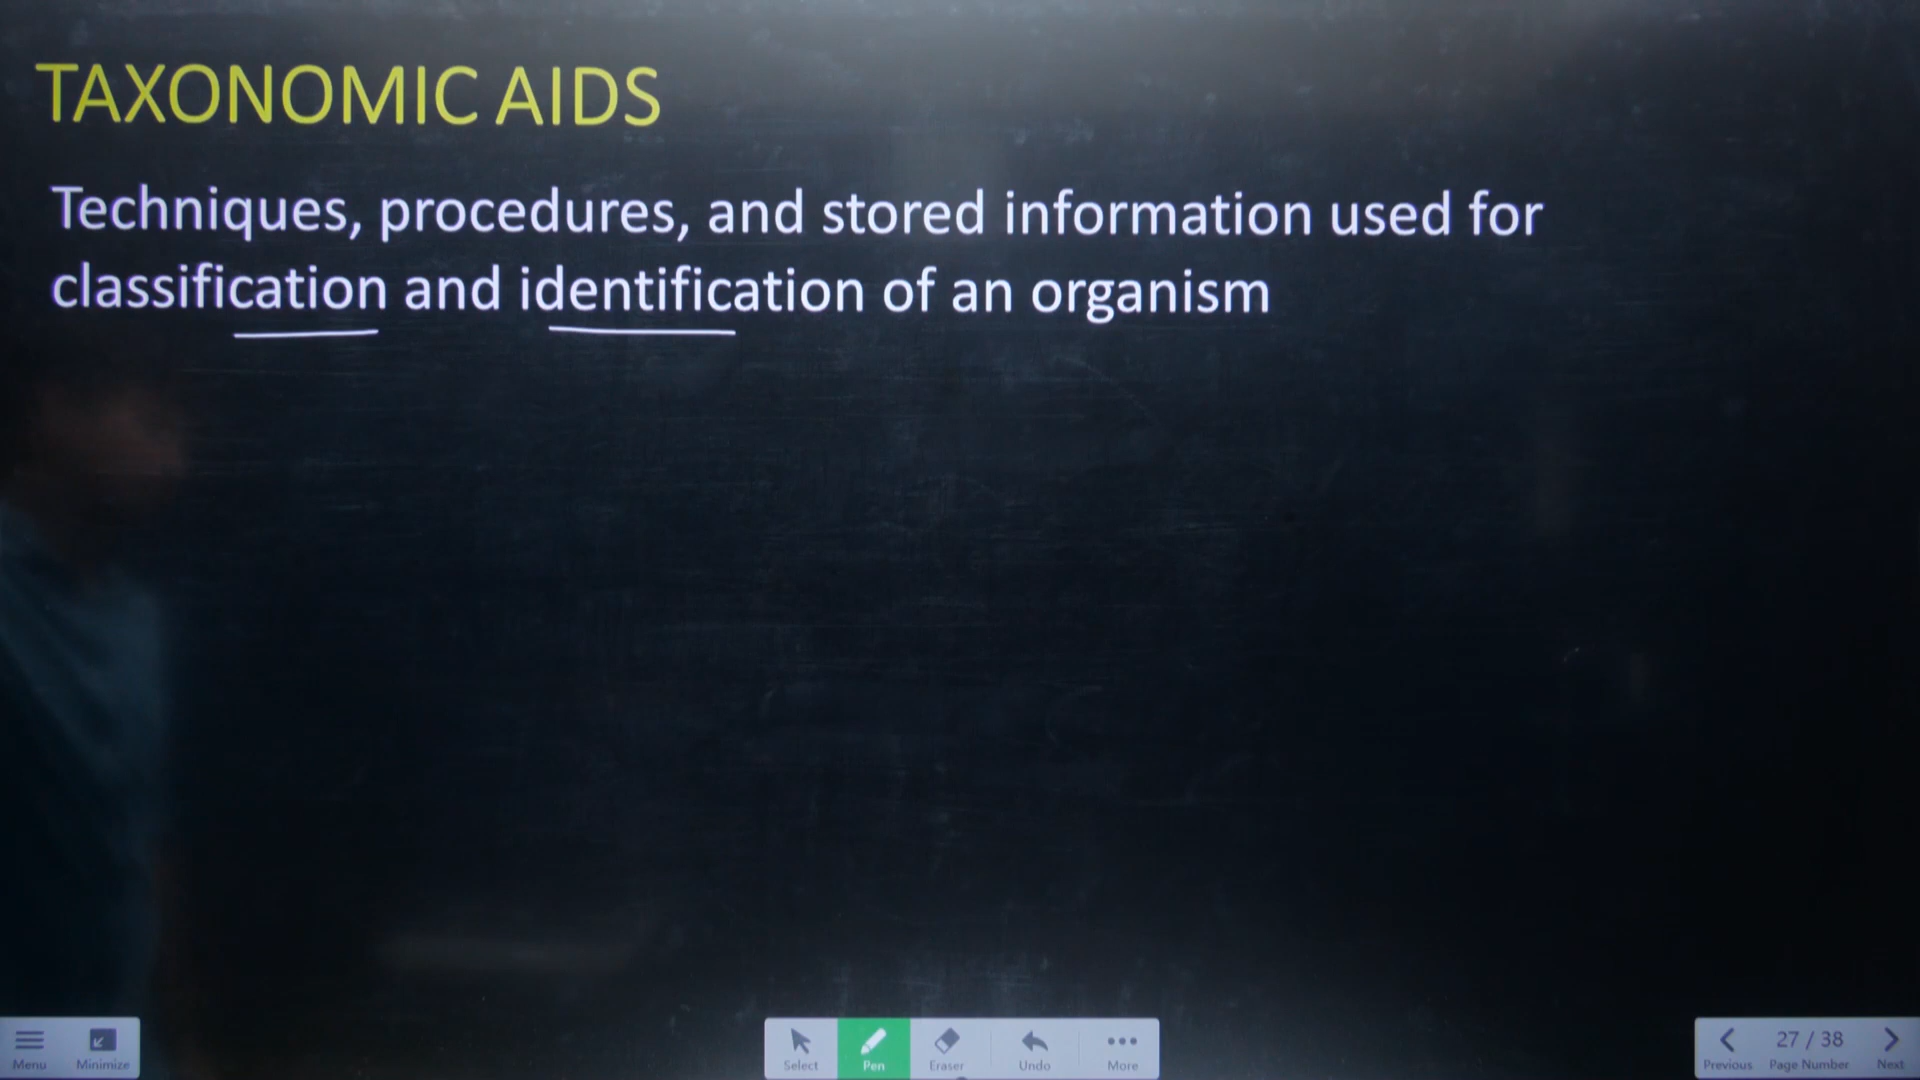 TAXONOMIC AIDS
Techniques, procedures, and stored information used for
classification and identification of an organism
Menu
Minimize
Select
Pen
Eraser
Undo
More
Previous
27 / 38
Page Number
Next